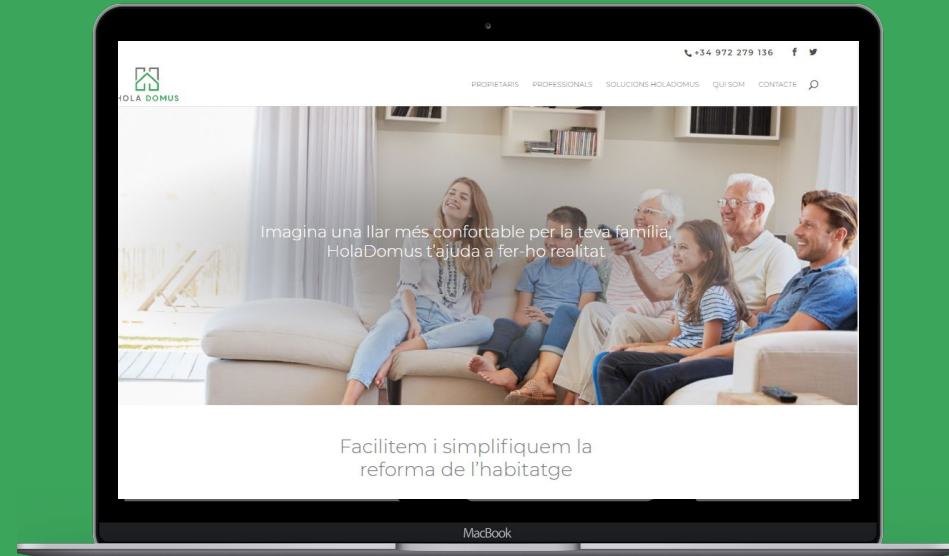 +34 972 279 136
HOLA DOMUS
PROPIETARIS PROFESSIONALS SOLUCIONS HOLADOMUS QUI SOM CONTACTE
Imagina una llar més confortable per la teva família,
HolaDomus t'ajuda a fer-ho realitat
Facilitem i simplifiquem la
reforma de l'habitatge
MacBook